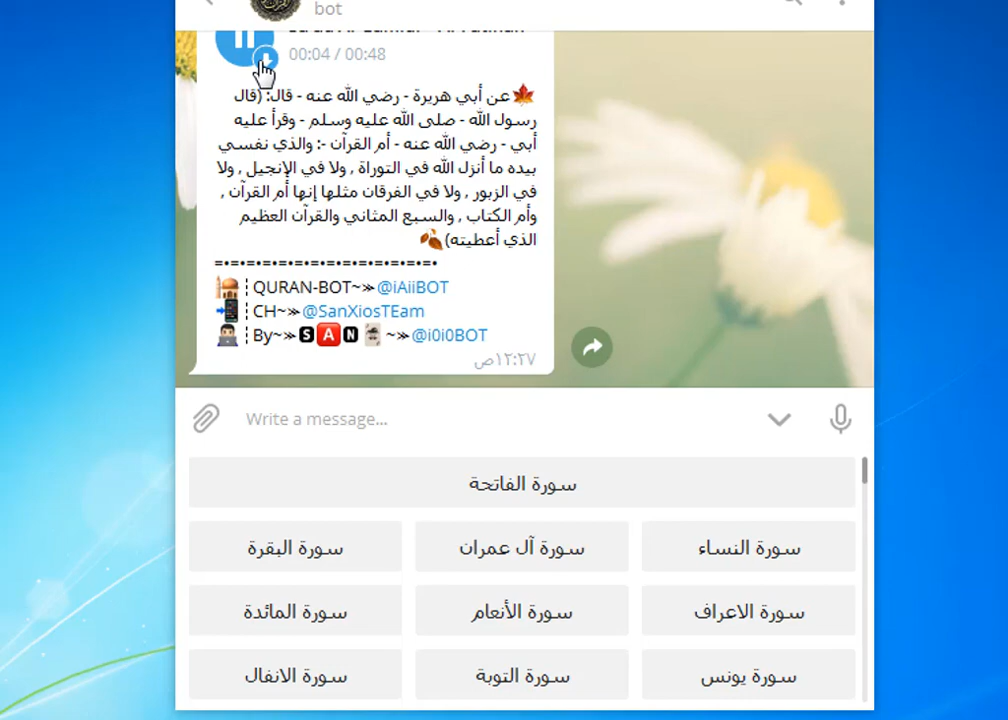 bot
00:04 / 00:48
عن أبي هريرة - رضي الله عنه - قال: (قال
رسول الله - صلى الله عليه وسلم - وقرأ عليه
أبي - رضي الله عنه - أم القرآن -: والذي نفسي
بيده ما أنزل الله في التوراة , ولا في الإنجيل , ولا
في الزبور , ولا في الفرقان مثلها إنها أم القرآن ,
وأم الكتاب , والسبع المثاني والقرآن العظيم
الذي أعطيته)
=•=•=•=•=•=•=•=•=•=•=•=•=•=•
¦ QURAN-BOT~≫ @iAiiBOT
¦ CH~≫ @SanXiosTEam
¦ By~≫ 🆂🅰🅽 ~≫ @i0i0BOT
١٢:٢٧ص
Write a message...
سورة الفاتحة
سورة البقرة سورة آل عمران سورة النساء
سورة المائدة سورة الأنعام سورة الاعراف
سورة الانفال سورة التوبة سورة يونس